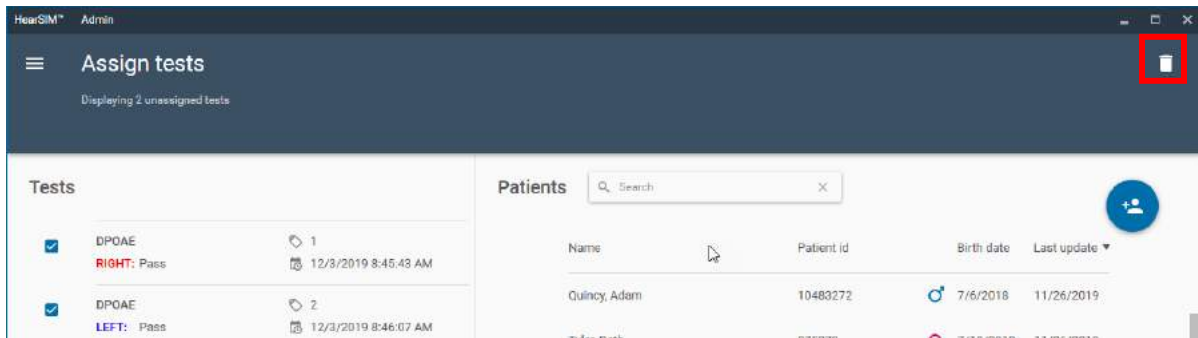 HearSIM™ Admin
Assign tests
Displaying 2 unassigned tests
Tests
Patients
Search
DPOAE 1
RIGHT: Pass 12/3/2019 8:45:43 AM
DPOAE 2
LEFT: Pass 12/3/2019 8:46:07 AM
Name Patient id Birth date Last update ▼
Quincy, Adam 10483272 7/6/2018 11/26/2019